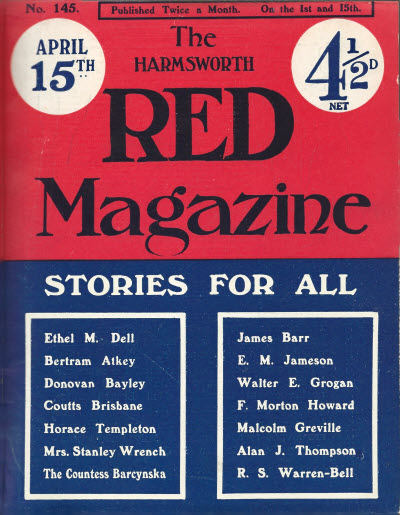 No. 145.
Published Twice a Month. On the 1st and 15th.
APRIL
15TH
The
HARMSWORTH
4½D
NET
RED
Magazine
STORIES FOR ALL
Ethel M. Dell
Bertram Atkey
Donovan Bayley
Coutts Brisbane
Horace Templeton
Mrs. Stanley Wrench
The Countess Barcynska
James Barr
E. M. Jameson
Walter E. Grogan
F. Morton Howard
Malcolm Greville
Alan J. Thompson
R. S. Warren-Bell